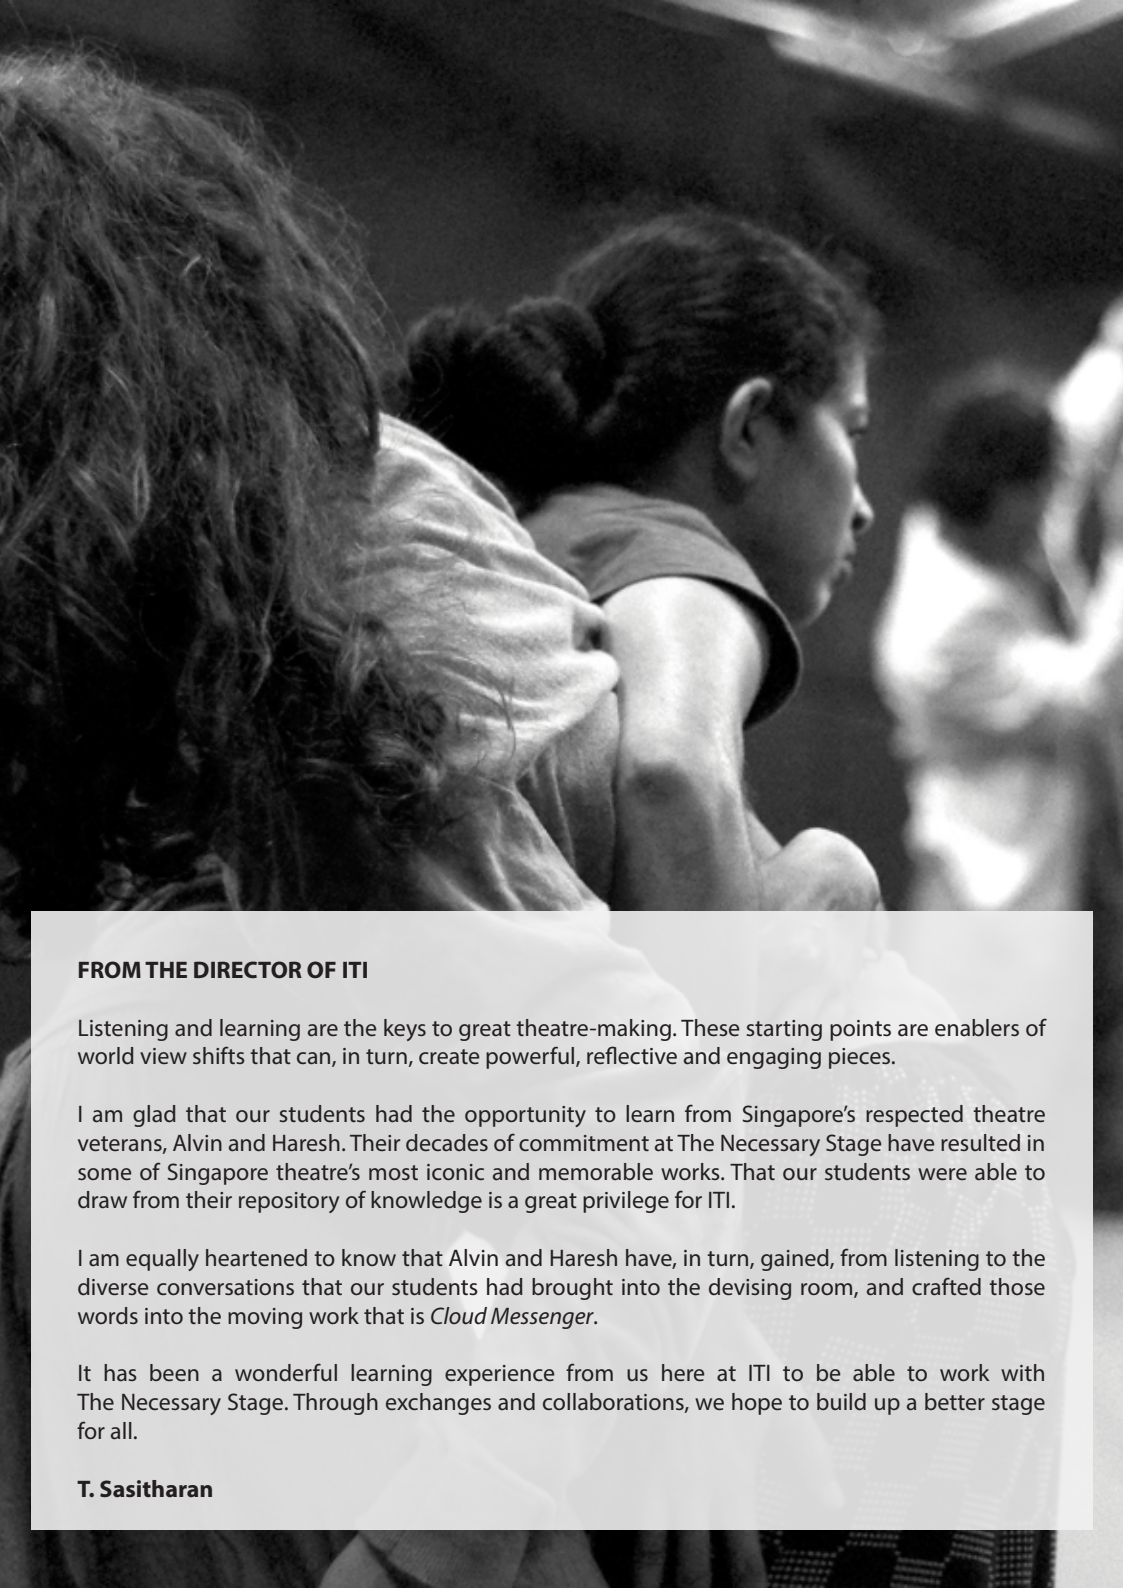 FROM THE DIRECTOR OF ITI
Listening and learning are the keys to great theatre-making. These starting points are enablers of
world view shifts that can, in turn, create powerful, reflective and engaging pieces.
I am glad that our students had the opportunity to learn from Singapore’s respected theatre
veterans, Alvin and Haresh. Their decades of commitment at The Necessary Stage have resulted in
some of Singapore theatre’s most iconic and memorable works. That our students were able to
draw from their repository of knowledge is a great privilege for ITI.
I am equally heartened to know that Alvin and Haresh have, in turn, gained, from listening to the
diverse conversations that our students had brought into the devising room, and crafted those
words into the moving work that is Cloud Messenger.
It has been a wonderful learning experience from us here at ITI to be able to work with
The Necessary Stage. Through exchanges and collaborations, we hope to build up a better stage
for all.
T. Sasitharan